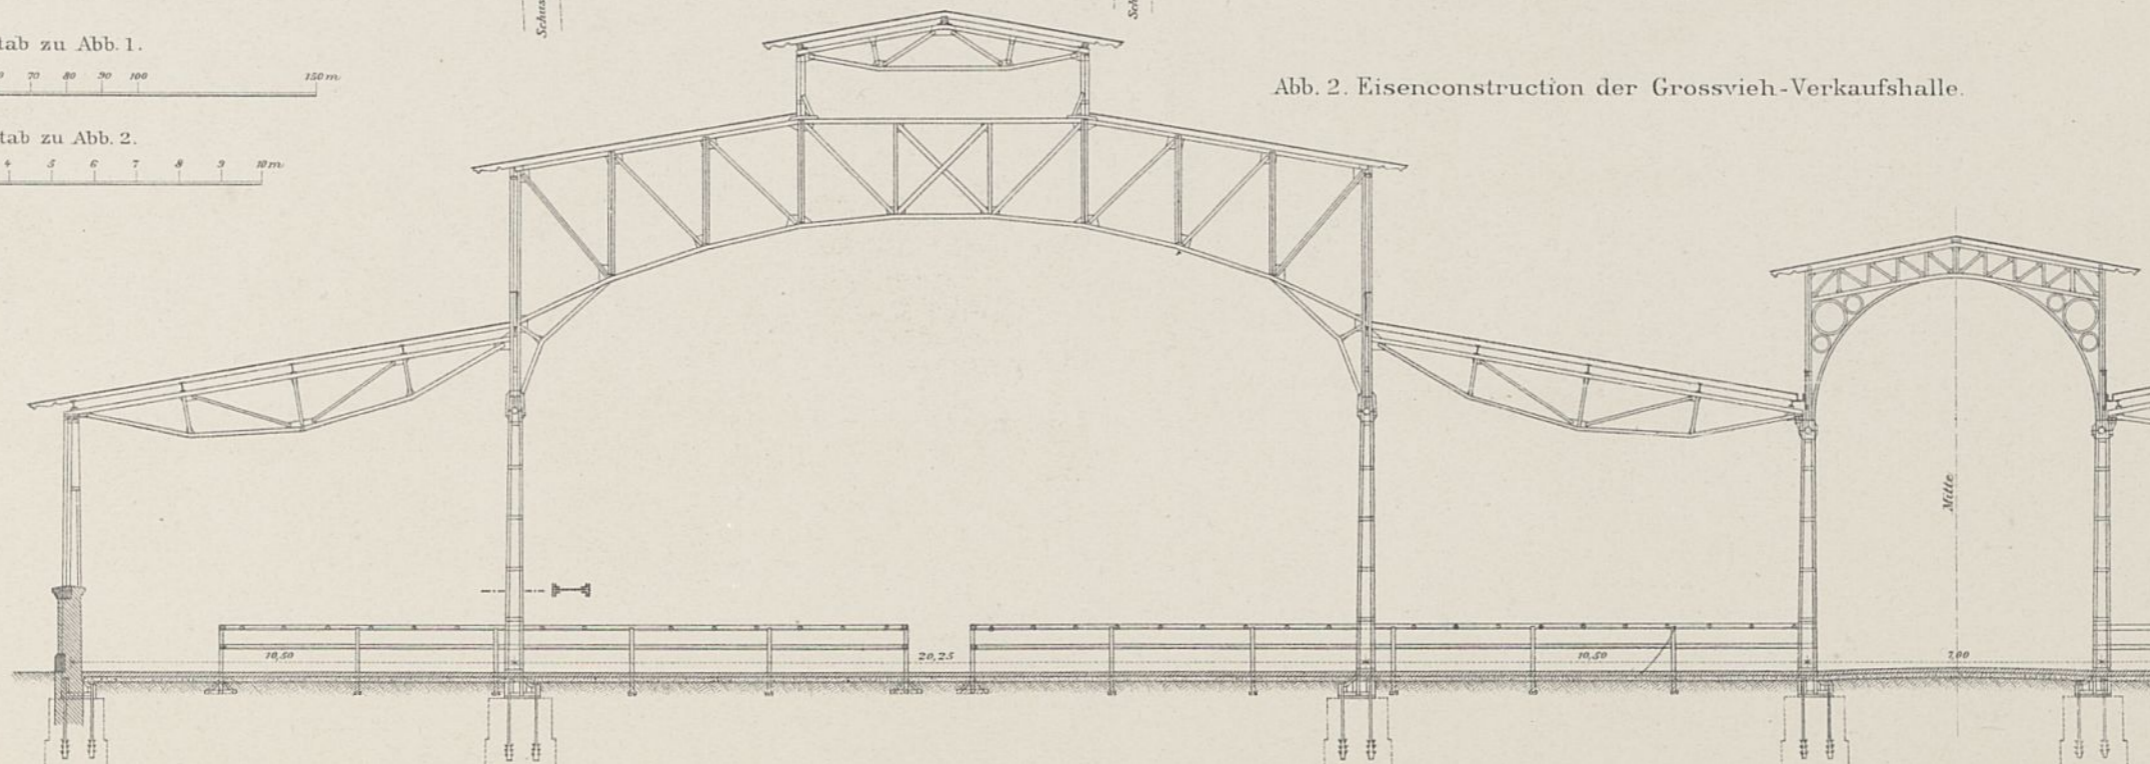 tab zu Abb. 1.
70 80 90 100 150 m
tab zu Abb. 2.
4 5 6 7 8 9 10 m
Abb. 2. Eisenconstruction der Grossvieh-Verkaufshalle.
Mitte
10,50 20,25 10,50 7,00